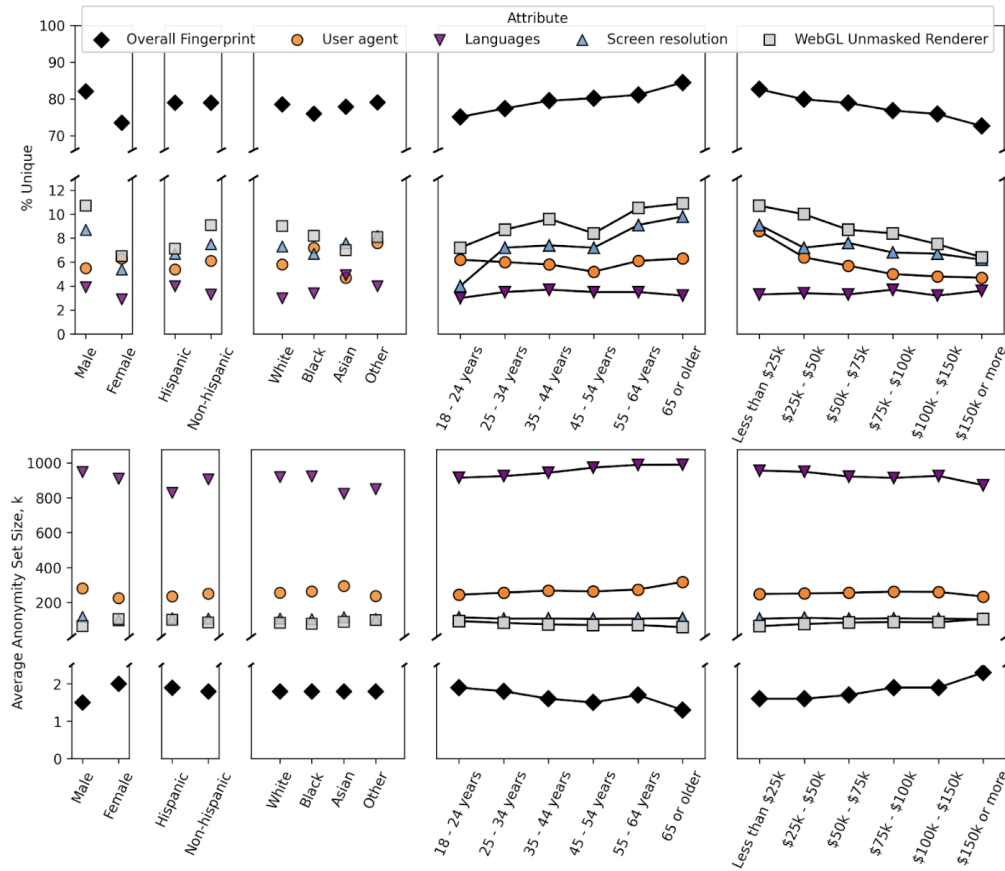 Attribute
Overall Fingerprint User agent Languages Screen resolution WebGL Unmasked Renderer
% Unique
100
90
80
70
12
10
8
6
4
2
0
Male
Female
Hispanic
Non-hispanic
White
Black
Asian
Other
18 - 24 years
25 - 34 years
35 - 44 years
45 - 54 years
55 - 64 years
65 or older
Less than $25k
$25k - $50k
$50k - $75k
$75k - $100k
$100k - $150k
$150k or more
Average Anonymity Set Size, k
1000
800
600
400
200
2
1
0
Male
Female
Hispanic
Non-hispanic
White
Black
Asian
Other
18 - 24 years
25 - 34 years
35 - 44 years
45 - 54 years
55 - 64 years
65 or older
Less than $25k
$25k - $50k
$50k - $75k
$75k - $100k
$100k - $150k
$150k or more